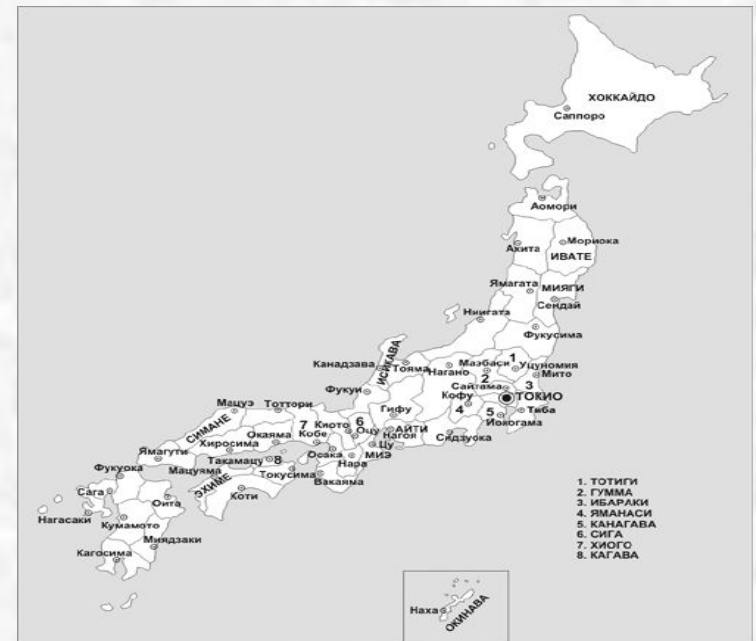 ХОККАЙДО
Саппоро
Аомори
Акита
Мориока
ИВАТЕ
Ямагата
МИЯГИ
Сендай
Ниигата
Фукусима
Канадзава
ИСИКАВА
Тояма
Нагано
Маэбаси
1
Уцуномия
2
Мито
Сайтама
3
Фукуи
Кофу
ТОКИО
4
5
Тиба
Иокогама
Гифу
Мацуэ
Тоттори
СИМАНЕ
7
Киото
6
Оцу
АЙТИ
Нагоя
Сидзуока
Окаяма
Кобе
Хиросима
Цу
Ямагути
Такамацу
8
Осака
МИЭ
Нара
Фукуока
Мацуяма
Токусима
Вакаяма
ЭХИМЕ
Сага
Коти
Оита
Нагасаки
Кумамото
Миядзаки
Кагосима
1. ТОТИГИ
2. ГУММА
3. ИБАРАКИ
4. ЯМАНАСИ
5. КАНАГАВА
6. СИГА
7. ХИОГО
8. КАГАВА
Наха
ОКИНАВА